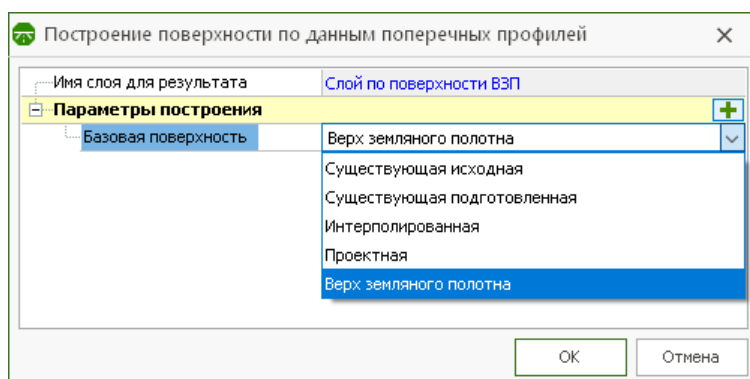 Построение поверхности по данным поперечных профилей
Имя слоя для результата Слой по поверхности ВЗП
Параметры построения
Базовая поверхность Верх земляного полотна
Существующая исходная
Существующая подготовленная
Интерполированная
Проектная
Верх земляного полотна
ОК Отмена